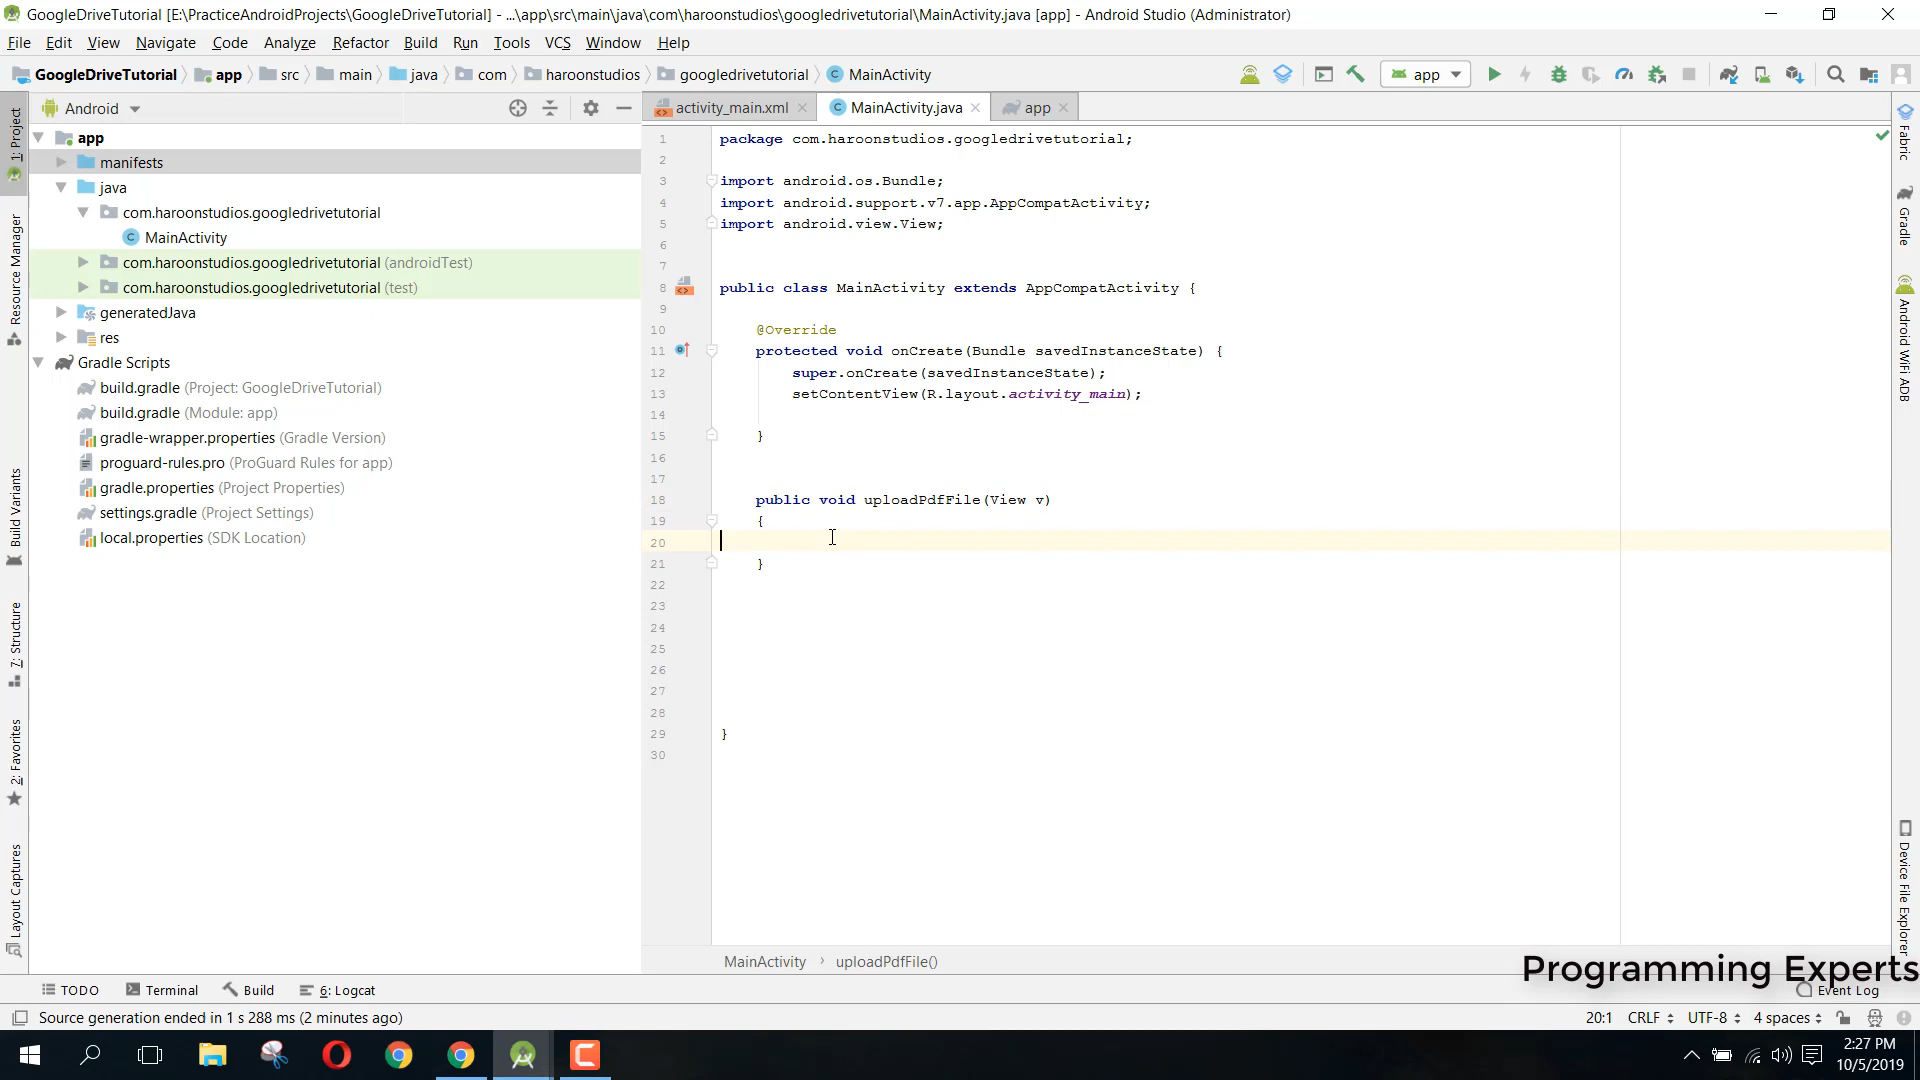 GoogleDriveTutorial [E:\PracticeAndroidProjects\GoogleDriveTutorial] - ...\app\src\main\java\com\haroonstudios\googledrivetutorial\MainActivity.java [app] - Android Studio (Administrator)
File Edit View Navigate Code Analyze Refactor Build Run Tools VCS Window Help
GoogleDriveTutorial app src main java com haroonstudios googledrivetutorial MainActivity app
Android
activity_main.xml MainActivity.java app
1: Project
Resource Manager
Build Variants
7: Structure
2: Favorites
Layout Captures
app
manifests
java
com.haroonstudios.googledrivetutorial
MainActivity
com.haroonstudios.googledrivetutorial (androidTest)
com.haroonstudios.googledrivetutorial (test)
generatedJava
res
Gradle Scripts
build.gradle (Project: GoogleDriveTutorial)
build.gradle (Module: app)
gradle-wrapper.properties (Gradle Version)
proguard-rules.pro (ProGuard Rules for app)
gradle.properties (Project Properties)
settings.gradle (Project Settings)
local.properties (SDK Location)
1 package com.haroonstudios.googledrivetutorial;
2
3 import android.os.Bundle;
4 import android.support.v7.app.AppCompatActivity;
5 import android.view.View;
6
7
8 public class MainActivity extends AppCompatActivity {
9
10 @Override
11 protected void onCreate(Bundle savedInstanceState) {
12 super.onCreate(savedInstanceState);
13 setContentView(R.layout.activity_main);
14
15 }
16
17
18 public void uploadPdfFile(View v)
19 {
20
21 }
22
23
24
25
26
27
28
29 }
30
Fabric
Gradle
Android WiFi ADB
Device File Explorer
MainActivity › uploadPdfFile()
Programming Experts
TODO Terminal Build 6: Logcat Event Log
Source generation ended in 1 s 288 ms (2 minutes ago) 20:1 CRLF UTF-8 4 spaces
2:27 PM
10/5/2019